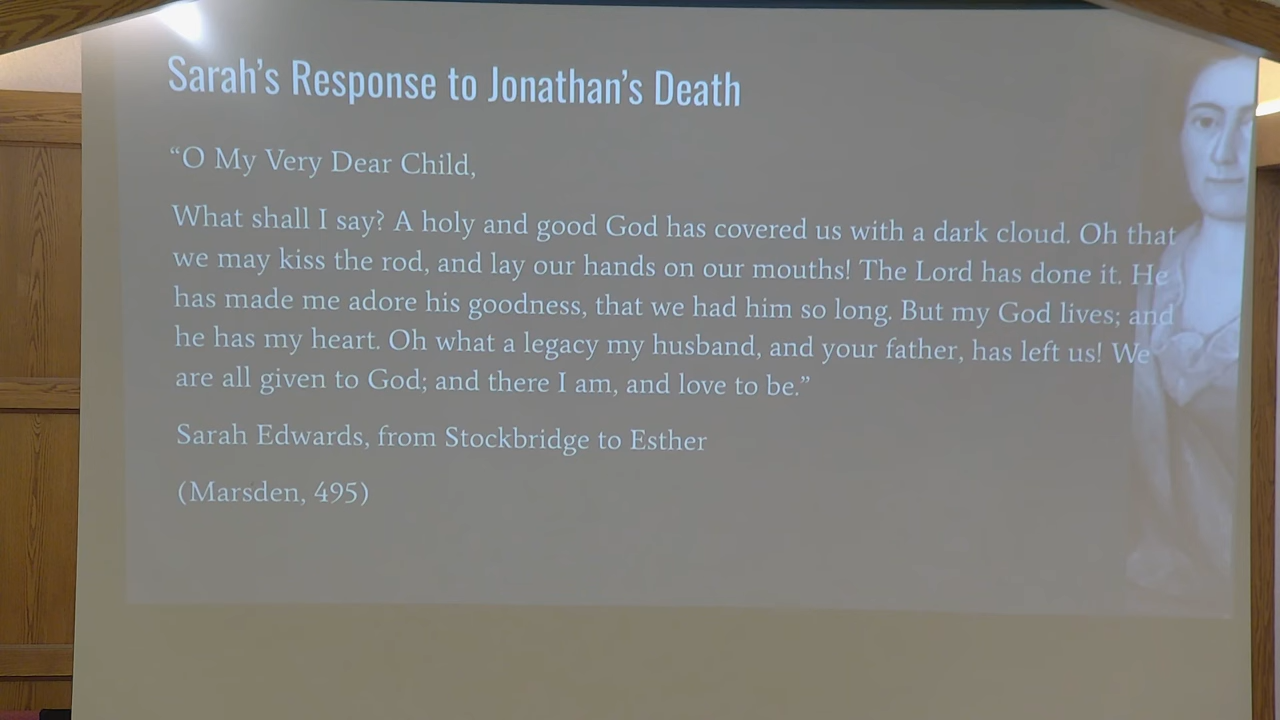 Sarah's Response to Jonathan's Death
“O My Very Dear Child,
What shall I say? A holy and good God has covered us with a dark cloud. Oh that
we may kiss the rod, and lay our hands on our mouths! The Lord has done it. He
has made me adore his goodness, that we had him so long. But my God lives; and
he has my heart. Oh what a legacy my husband, and your father, has left us! We
are all given to God; and there I am, and love to be.”
Sarah Edwards, from Stockbridge to Esther
(Marsden, 495)